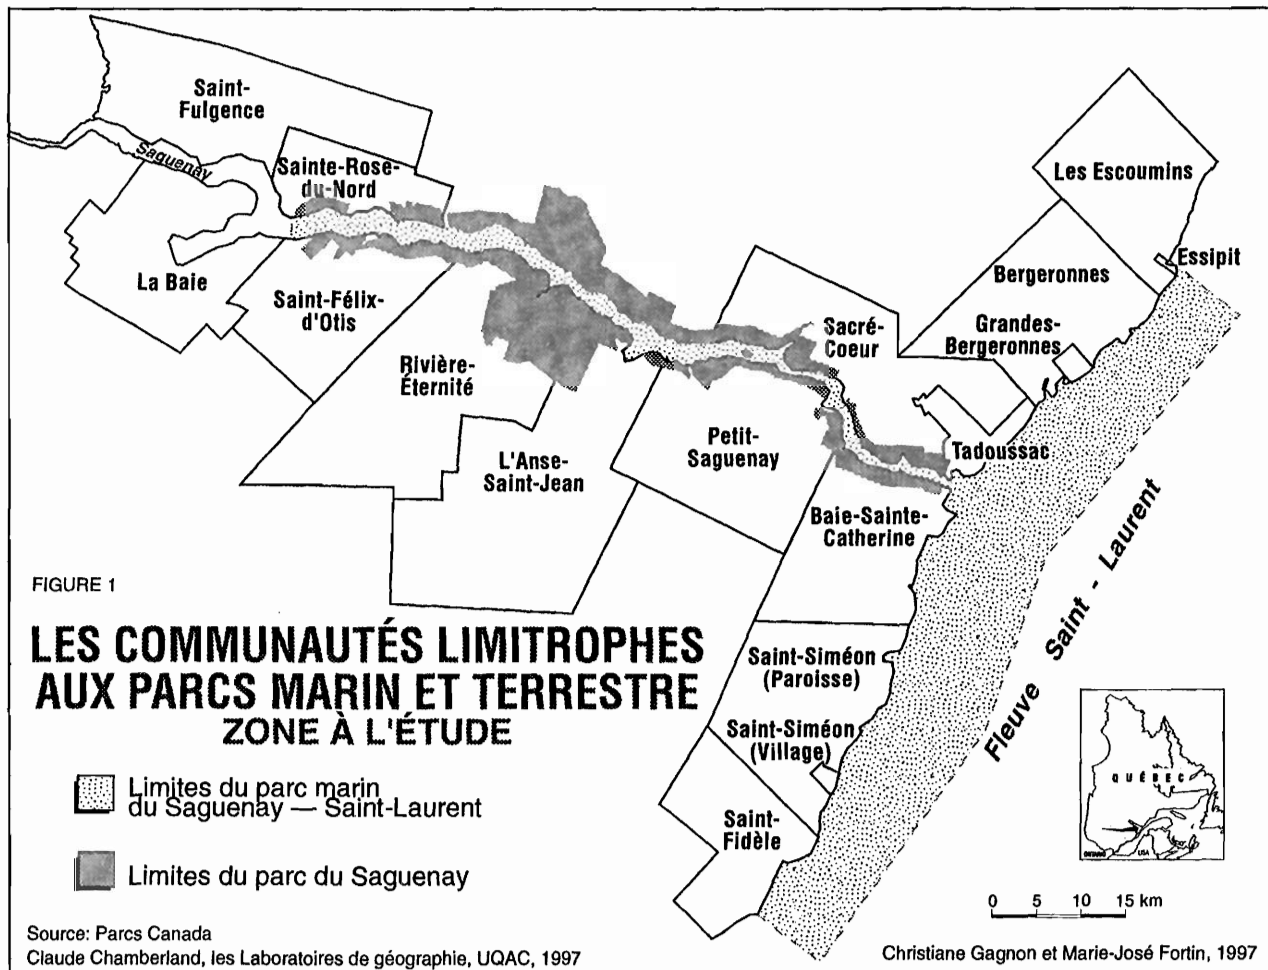 Saint-
Fulgence
Saguenay
Sainte-Rose-
du-Nord
La Baie
Saint-Félix-
d'Otis
Rivière-
Éternité
L'Anse-
Saint-Jean
Petit-
Saguenay
Sacré-
Coeur
Les Escoumins
Essipit
Bergeronnes
Grandes-
Bergeronnes
Tadoussac
Baie-Sainte-
Catherine
Saint-Siméon
(Paroisse)
Saint-Siméon
(Village)
Saint-
Fidèle
Fleuve Saint - Laurent
FIGURE 1
LES COMMUNAUTÉS LIMITROPHES
AUX PARCS MARIN ET TERRESTRE
ZONE À L'ÉTUDE
Limites du parc marin
du Saguenay — Saint-Laurent
Limites du parc du Saguenay
QUÉBEC
ONTARIO
USA
0 5 10 15 km
Source: Parcs Canada
Claude Chamberland, les Laboratoires de géographie, UQAC, 1997
Christiane Gagnon et Marie-José Fortin, 1997